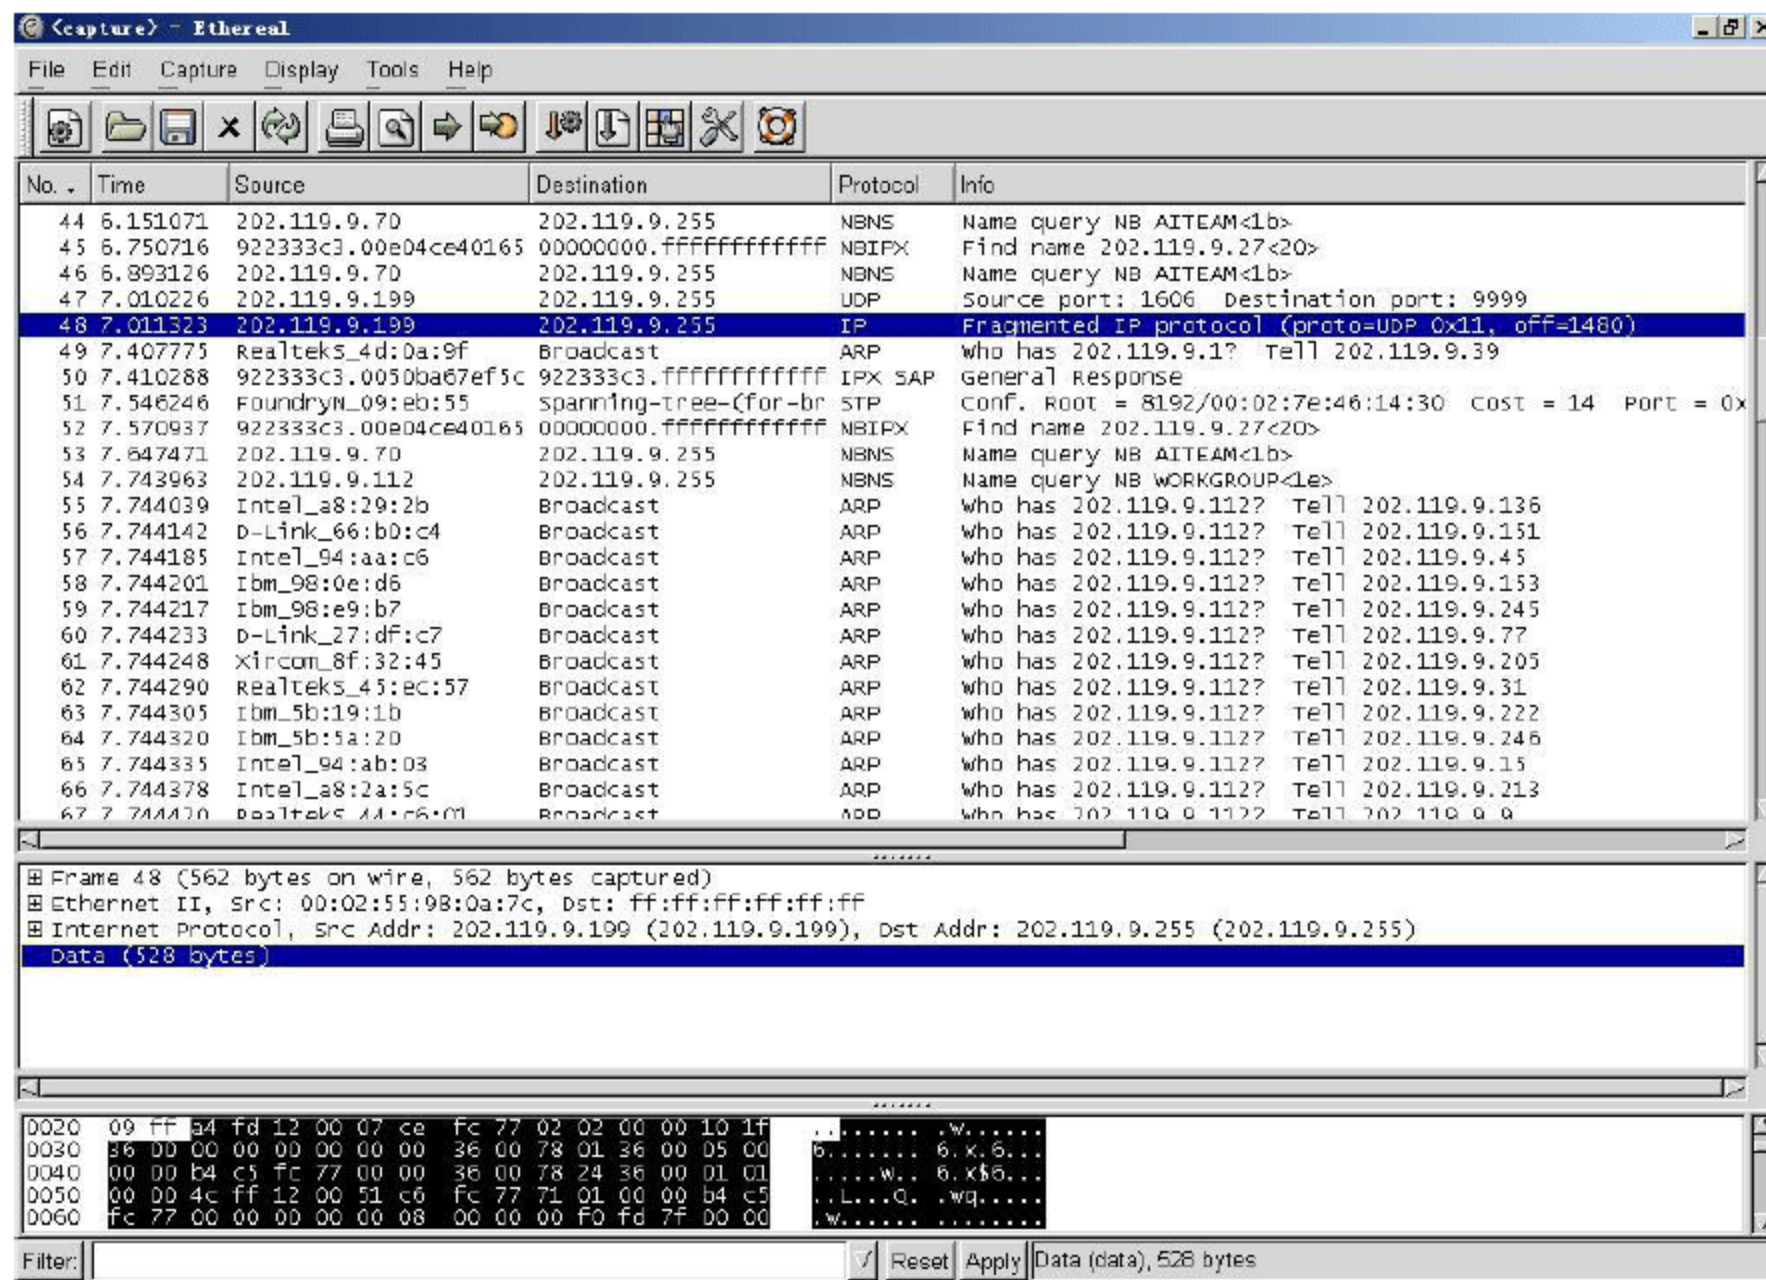 <capture> - Ethereal
File Edit Capture Display Tools Help
No. Time Source Destination Protocol Info
44 6.151071 202.119.9.70 202.119.9.255 NBNS Name query NB AITEAM<1b>
45 6.750716 922333c3.00e04ce40165 00000000.ffffffffffff NBIPX Find name 202.119.9.27<20>
46 6.893126 202.119.9.70 202.119.9.255 NBNS Name query NB AITEAM<1b>
47 7.010226 202.119.9.199 202.119.9.255 UDP Source port: 1606 Destination port: 9999
48 7.011323 202.119.9.199 202.119.9.255 IP Fragmented IP protocol (proto=UDP 0x11, off=1480)
49 7.407775 RealtekS_4d:0a:9f Broadcast ARP Who has 202.119.9.1? Tell 202.119.9.39
50 7.410288 922333c3.0050ba67ef5c 922333c3.ffffffffffff IPX SAP General Response
51 7.546246 FoundryN_09:eb:55 Spanning-tree-(for-br STP Conf. Root = 8192/00:02:7e:46:14:30 Cost = 14 Port = 0x
52 7.570937 922333c3.00e04ce40165 00000000.ffffffffffff NBIPX Find name 202.119.9.27<20>
53 7.647471 202.119.9.70 202.119.9.255 NBNS Name query NB AITEAM<1b>
54 7.743963 202.119.9.112 202.119.9.255 NBNS Name query NB WORKGROUP<1e>
55 7.744039 Intel_a8:29:2b Broadcast ARP Who has 202.119.9.112? Tell 202.119.9.136
56 7.744142 D-Link_66:b0:c4 Broadcast ARP Who has 202.119.9.112? Tell 202.119.9.151
57 7.744185 Intel_94:aa:c6 Broadcast ARP Who has 202.119.9.112? Tell 202.119.9.45
58 7.744201 Ibm_98:0e:d6 Broadcast ARP Who has 202.119.9.112? Tell 202.119.9.153
59 7.744217 Ibm_98:e9:b7 Broadcast ARP Who has 202.119.9.112? Tell 202.119.9.245
60 7.744233 D-Link_27:df:c7 Broadcast ARP Who has 202.119.9.112? Tell 202.119.9.77
61 7.744248 Xircom_8f:32:45 Broadcast ARP Who has 202.119.9.112? Tell 202.119.9.205
62 7.744290 RealtekS_45:ec:57 Broadcast ARP Who has 202.119.9.112? Tell 202.119.9.31
63 7.744305 Ibm_5b:19:1b Broadcast ARP Who has 202.119.9.112? Tell 202.119.9.222
64 7.744320 Ibm_5b:5a:20 Broadcast ARP Who has 202.119.9.112? Tell 202.119.9.246
65 7.744335 Intel_94:ab:03 Broadcast ARP Who has 202.119.9.112? Tell 202.119.9.15
66 7.744378 Intel_a8:2a:5c Broadcast ARP Who has 202.119.9.112? Tell 202.119.9.213
67 7.744420 RealtekS_44:c6:01 Broadcast ARP Who has 202.119.9.112? Tell 202.119.9.9
Frame 48 (562 bytes on wire, 562 bytes captured)
Ethernet II, Src: 00:02:55:98:0a:7c, Dst: ff:ff:ff:ff:ff:ff
Internet Protocol, Src Addr: 202.119.9.199 (202.119.9.199), Dst Addr: 202.119.9.255 (202.119.9.255)
Data (528 bytes)
0020 09 ff a4 fd 12 00 07 ce fc 77 02 02 00 00 10 1f ........ .w......
0030 36 00 00 00 00 00 00 00 36 00 78 01 36 00 05 00 6....... 6.x.6...
0040 00 00 b4 c5 fc 77 00 00 36 00 78 24 36 00 01 01 .....w.. 6.x$6...
0050 00 00 4c ff 12 00 51 c6 fc 77 71 01 00 00 b4 c5 ..L...Q. .wq.....
0060 fc 77 00 00 00 00 00 08 00 00 00 f0 fd 7f 00 00 .w...... ........
Filter: Reset Apply Data (data), 528 bytes